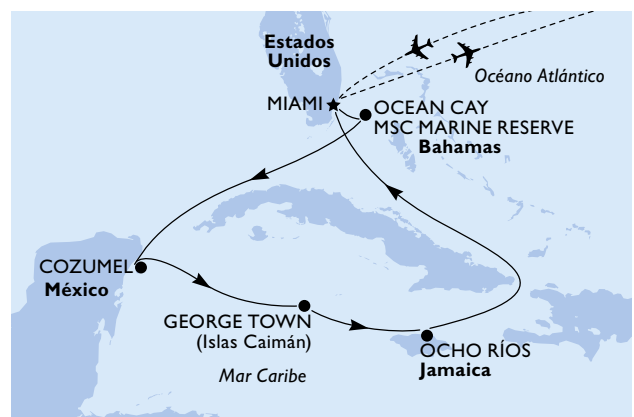 Estados
Unidos
Océano Atlántico
MIAMI
OCEAN CAY
MSC MARINE RESERVE
Bahamas
COZUMEL
México
GEORGE TOWN
(Islas Caimán)
OCHO RÍOS
Jamaica
Mar Caribe